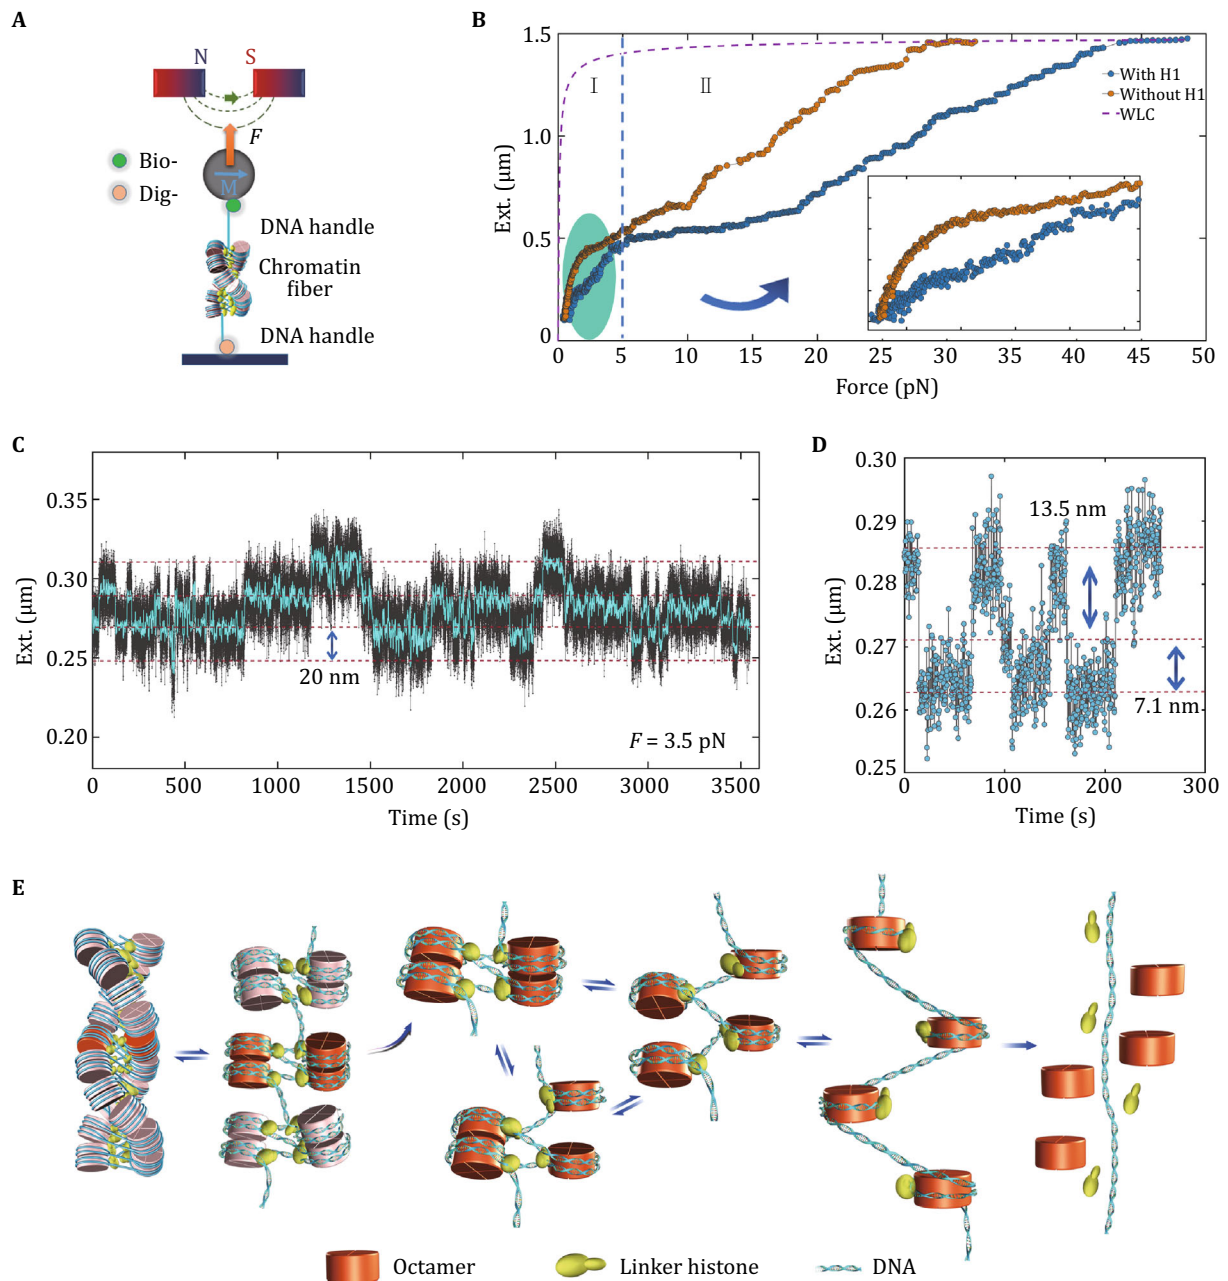 A
N S
F
M
Bio-
Dig-
DNA handle
Chromatin
fiber
DNA handle
B
1.5
1.0
0.5
0
Ext. (μm)
I
II
With H1
Without H1
WLC
0 5 10 15 20 25 30 35 40 45 50
Force (pN)
C
0.35
0.30
0.25
0.20
Ext. (μm)
20 nm
F = 3.5 pN
0 500 1000 1500 2000 2500 3000 3500
Time (s)
D
0.30
0.29
0.28
0.27
0.26
0.25
Ext. (μm)
13.5 nm
7.1 nm
0 100 200 300
Time (s)
E
Octamer
Linker histone
DNA